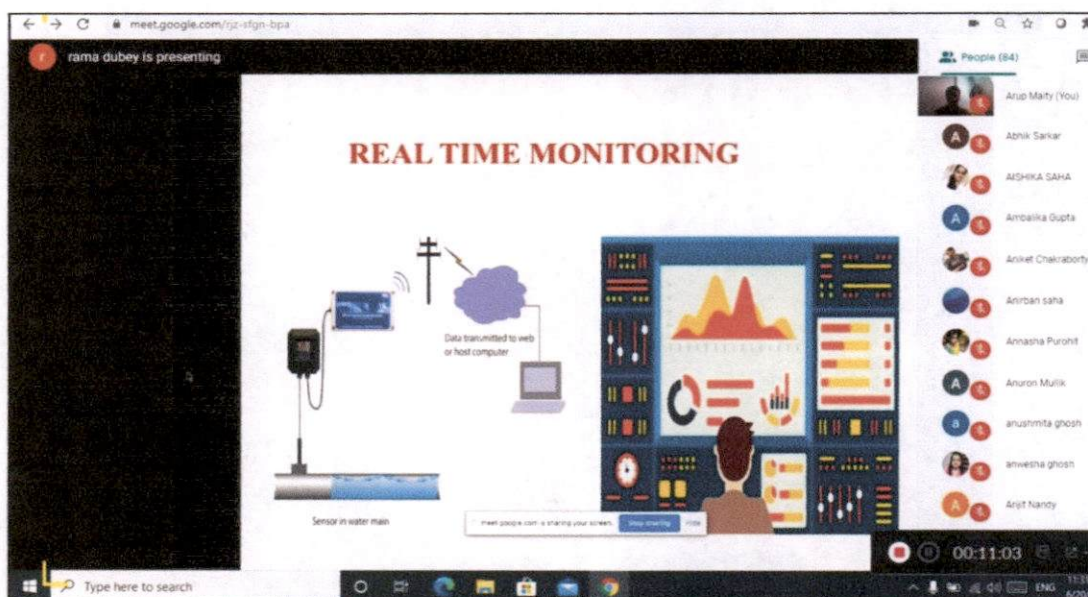 meet.google.com/rjz-sfgn-bpa
r rama dubey is presenting
People (84)
REAL TIME MONITORING
Data transmitted to web
or host computer
Sensor in water main
Arup Maity (You)
A Abhik Sarkar
AISHIKA SAHA
A Ambalika Gupta
Aniket Chakraborty
Anirban saha
Annasha Purohit
A Anuron Mullik
a anushmita ghosh
anwesha ghosh
A Arijit Nandy
meet.google.com is sharing your screen.
Stop sharing
Hide
00:11:03
Type here to search
ENG